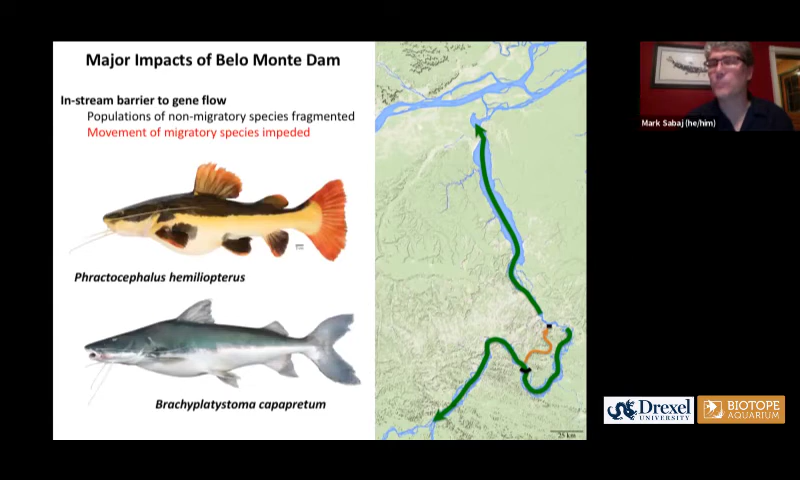 Major Impacts of Belo Monte Dam
In-stream barrier to gene flow
Populations of non-migratory species fragmented
Movement of migratory species impeded
Phractocephalus hemiliopterus
Brachyplatystoma capapretum
25 km
Mark Sabaj (he/him)
Drexel
UNIVERSITY
BIOTOPE
AQUARIUM